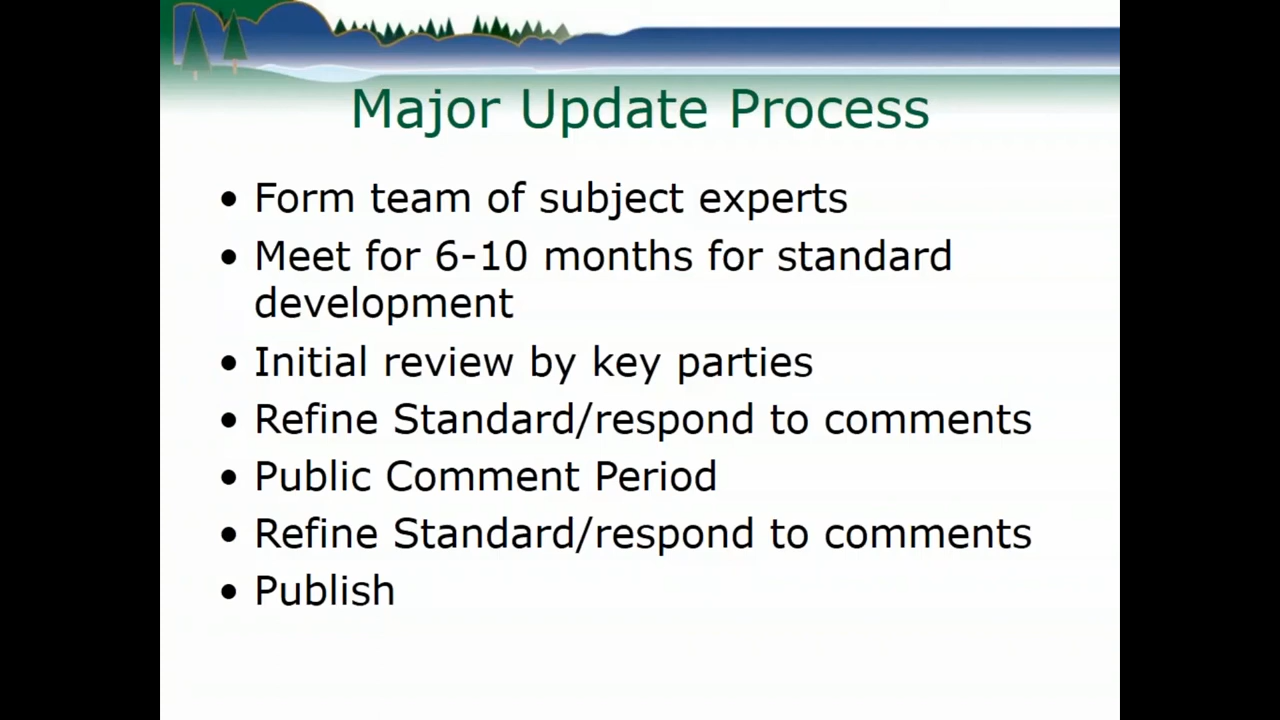 Major Update Process
• Form team of subject experts
• Meet for 6-10 months for standard
development
• Initial review by key parties
• Refine Standard/respond to comments
• Public Comment Period
• Refine Standard/respond to comments
• Publish